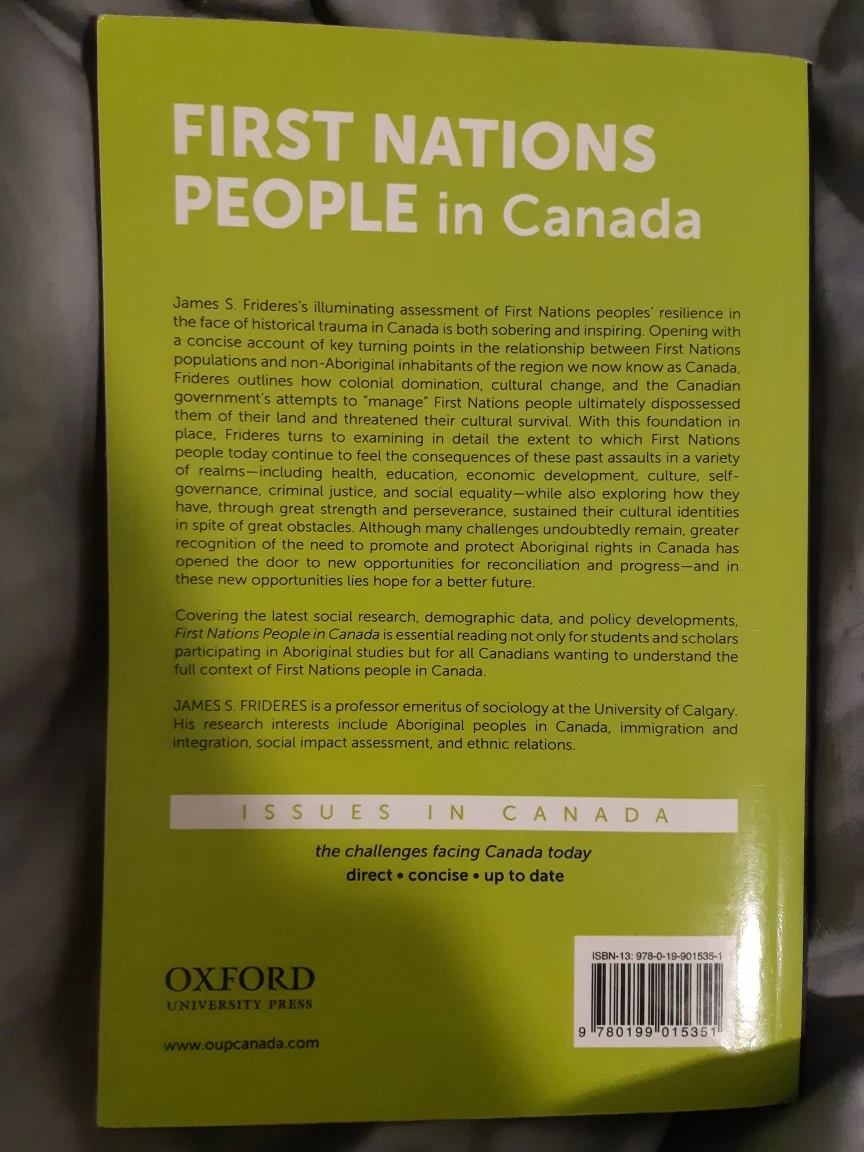 FIRST NATIONS
PEOPLE in Canada
James S. Frideres's illuminating assessment of First Nations peoples' resilience in
the face of historical trauma in Canada is both sobering and inspiring. Opening with
a concise account of key turning points in the relationship between First Nations
populations and non-Aboriginal inhabitants of the region we now know as Canada,
Frideres outlines how colonial domination, cultural change, and the Canadian
government's attempts to "manage" First Nations people ultimately dispossessed
them of their land and threatened their cultural survival. With this foundation in
place, Frideres turns to examining in detail the extent to which First Nations
people today continue to feel the consequences of these past assaults in a variety
of realms—including health, education, economic development, culture, self-
governance, criminal justice, and social equality—while also exploring how they
have, through great strength and perseverance, sustained their cultural identities
in spite of great obstacles. Although many challenges undoubtedly remain, greater
recognition of the need to promote and protect Aboriginal rights in Canada has
opened the door to new opportunities for reconciliation and progress—and in
these new opportunities lies hope for a better future.
Covering the latest social research, demographic data, and policy developments,
First Nations People in Canada is essential reading not only for students and scholars
participating in Aboriginal studies but for all Canadians wanting to understand the
full context of First Nations people in Canada.
JAMES S. FRIDERES is a professor emeritus of sociology at the University of Calgary.
His research interests include Aboriginal peoples in Canada, immigration and
integration, social impact assessment, and ethnic relations.
ISSUES IN CANADA
the challenges facing Canada today
direct • concise • up to date
OXFORD
UNIVERSITY PRESS
www.oupcanada.com
ISBN-13: 978-0-19-901535-1
9 780199 015351